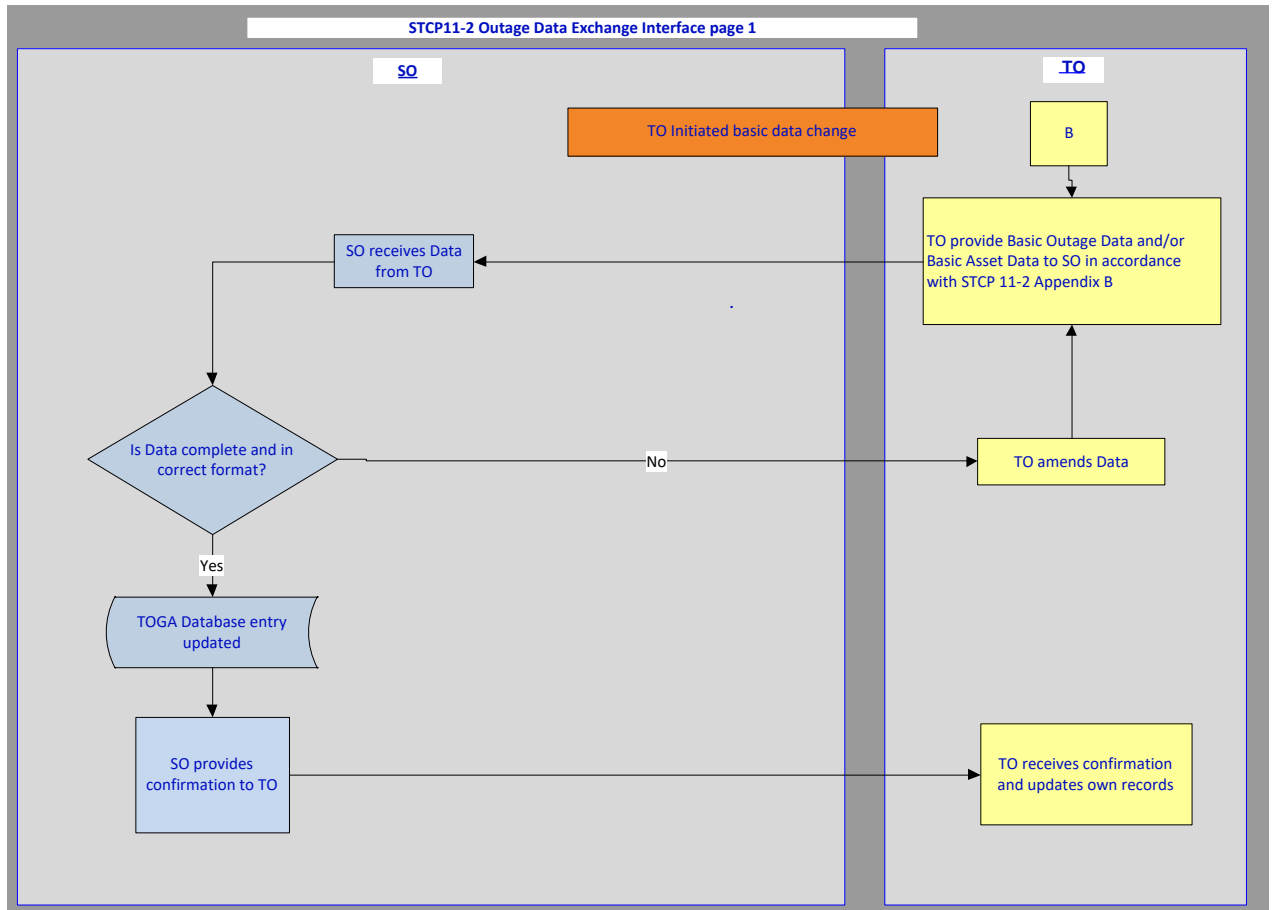 STCP11-2 Outage Data Exchange Interface page 1
SO
TO
TO Initiated basic data change
B
TO provide Basic Outage Data and/or
Basic Asset Data to SO in accordance
with STCP 11-2 Appendix B
SO receives Data
from TO
Is Data complete and in
correct format?
No
TO amends Data
Yes
TOGA Database entry
updated
SO provides
confirmation to TO
TO receives confirmation
and updates own records